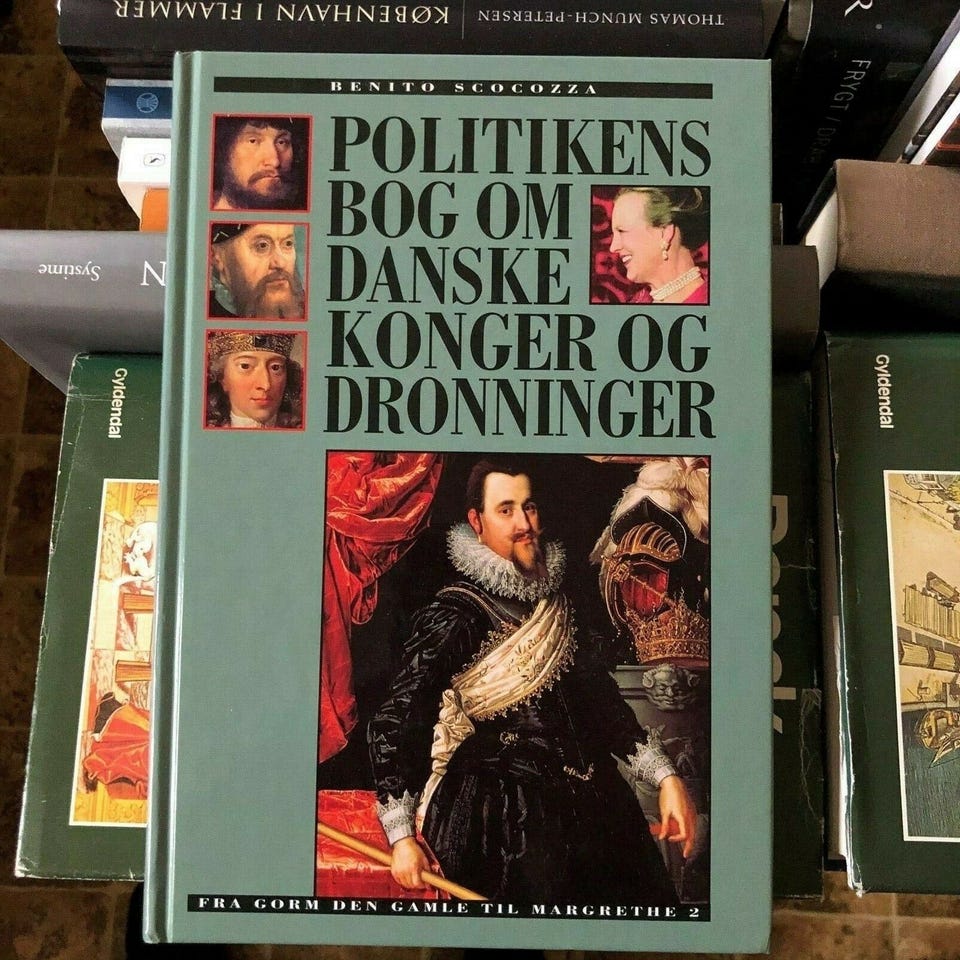 THOMAS MUNCH-PETERSEN
KØBENHAVN I FLAMMER
BENITO SCOCOZZA
POLITIKENS
BOG OM
DANSKE
KONGER OG
DRONNINGER
FRA GORM DEN GAMLE TIL MARGRETHE 2
Systime
N
Gyldendal
Gyldendal
FRYGT /
R